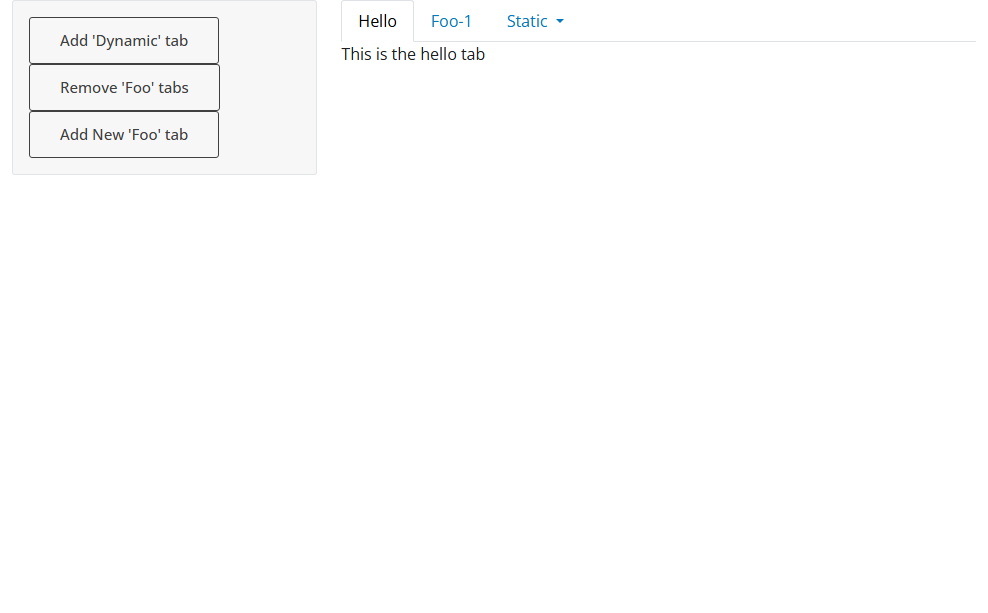 Add 'Dynamic' tab
Remove 'Foo' tabs
Add New 'Foo' tab
Hello Foo-1 Static
This is the hello tab